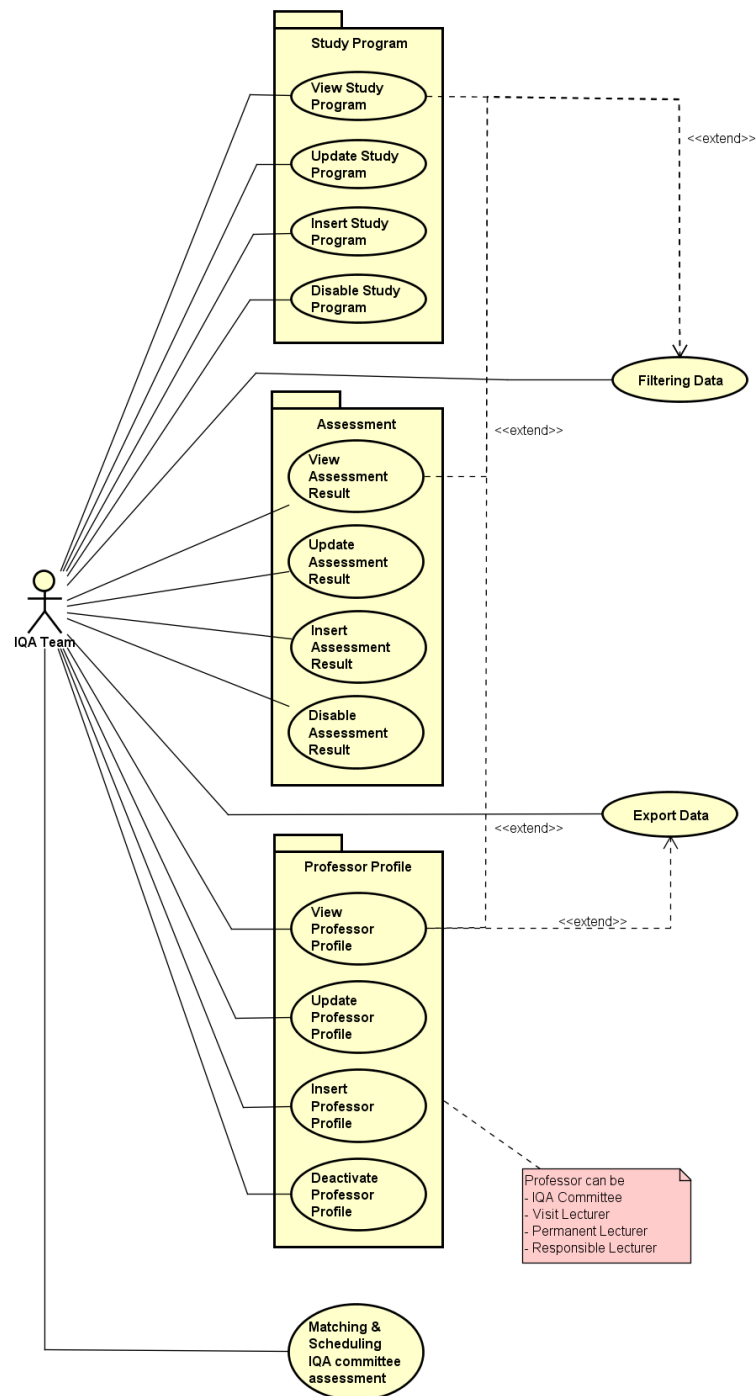 Study Program
View Study
Program
<<extend>>
Update Study
Program
Insert Study
Program
Disable Study
Program
Filtering Data
Assessment
<<extend>>
View
Assessment
Result
Update
Assessment
Result
IQA Team
Insert
Assessment
Result
Disable
Assessment
Result
Export Data
<<extend>>
Professor Profile
View
Professor
Profile
<<extend>>
Update
Professor
Profile
Insert
Professor
Profile
Deactivate
Professor
Profile
Professor can be
- IQA Committee
- Visit Lecturer
- Permanent Lecturer
- Responsible Lecturer
Matching &
Scheduling
IQA committee
assessment